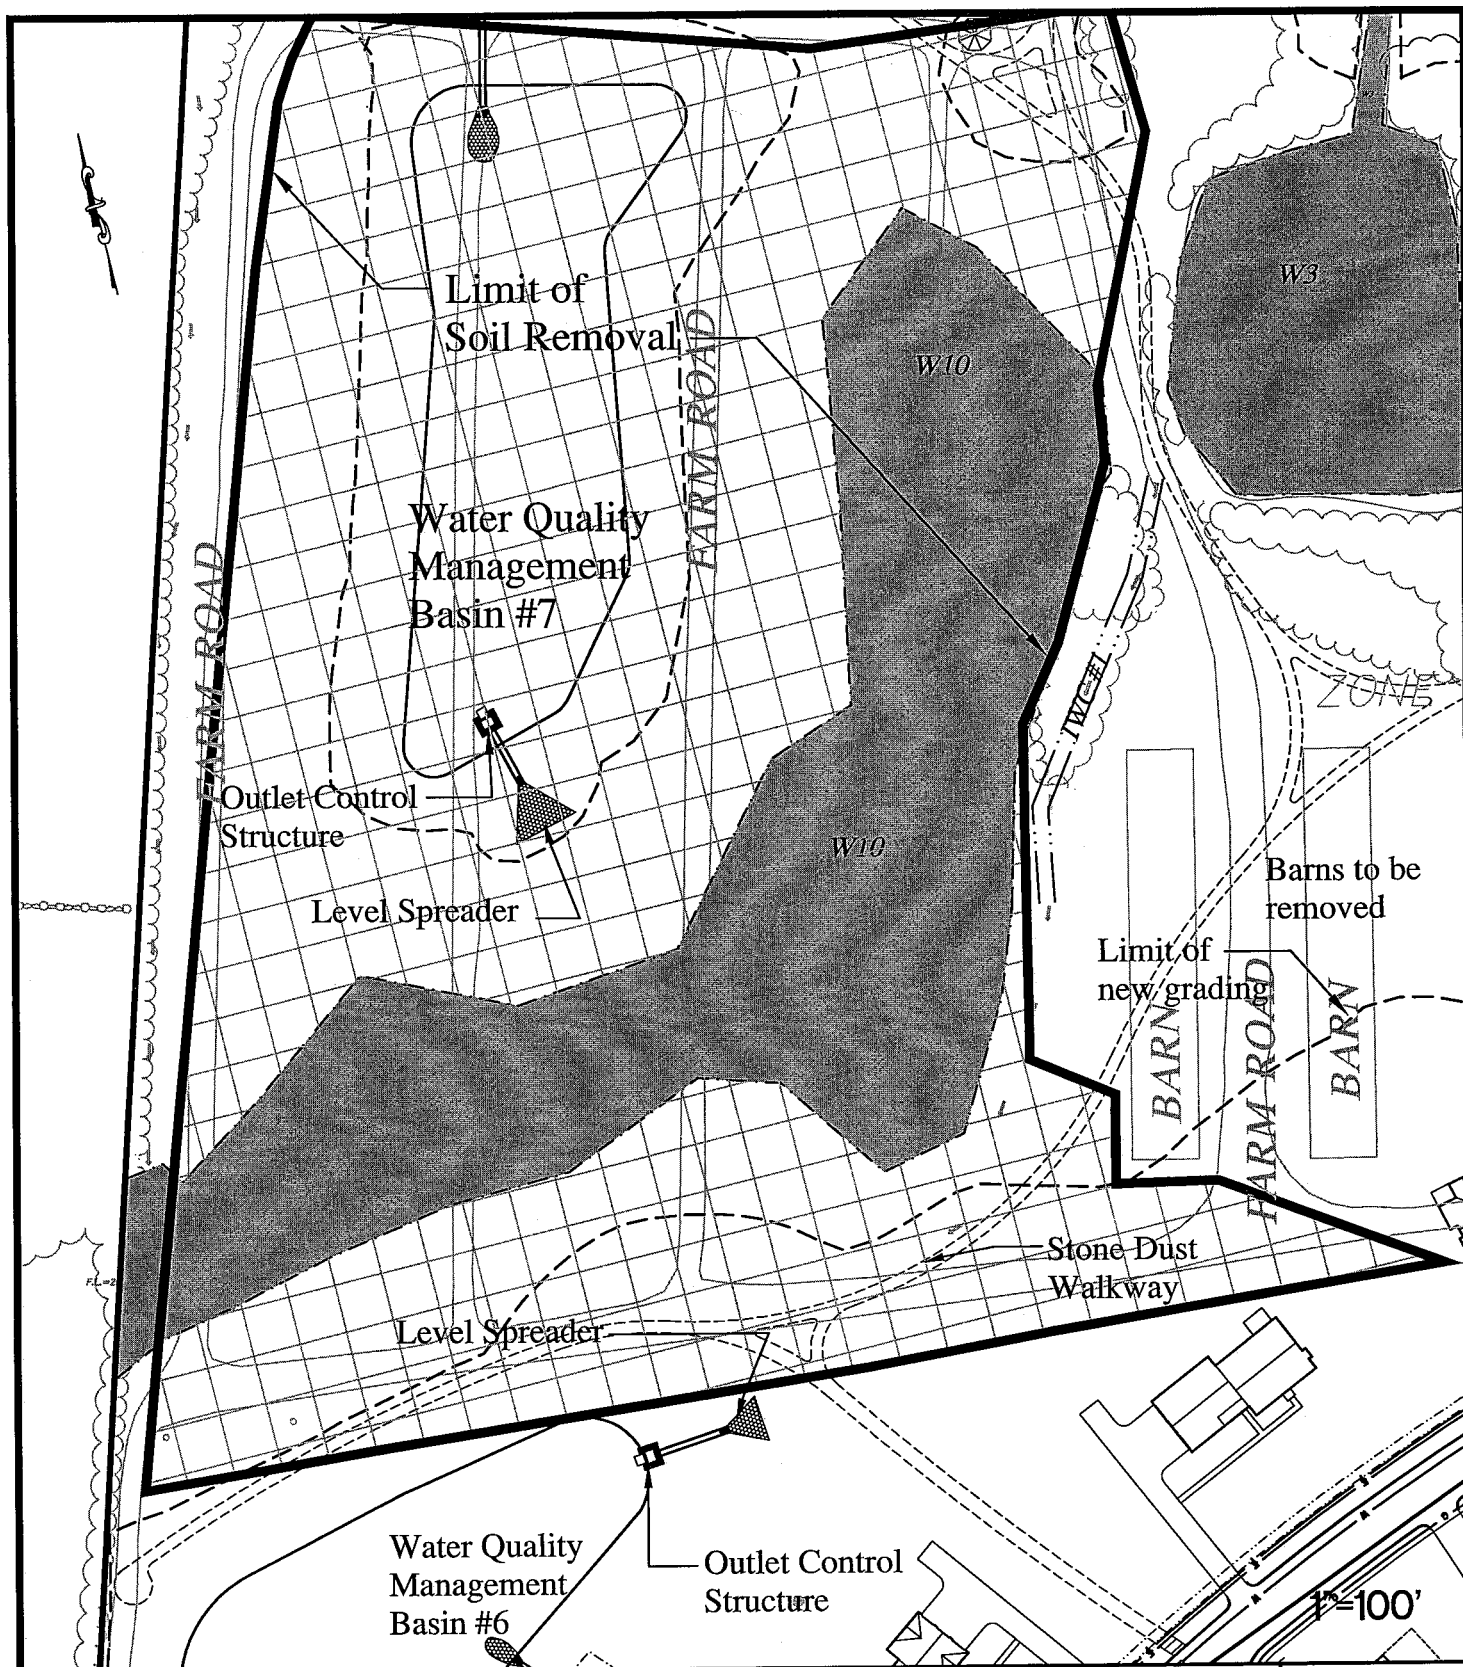 Limit of
Soil Removal
W3
W10
FARM ROAD
Water Quality
Management
Basin #7
FARM ROAD
TWC #1
ZONE
Outlet Control
Structure
W10
Barns to be
removed
Level Spreader
Limit of
new grading
BARN
FARM ROAD
BARN
Stone Dust
Walkway
F.L.=2
Level Spreader
Water Quality
Management
Basin #6
Outlet Control
Structure
1"=100'